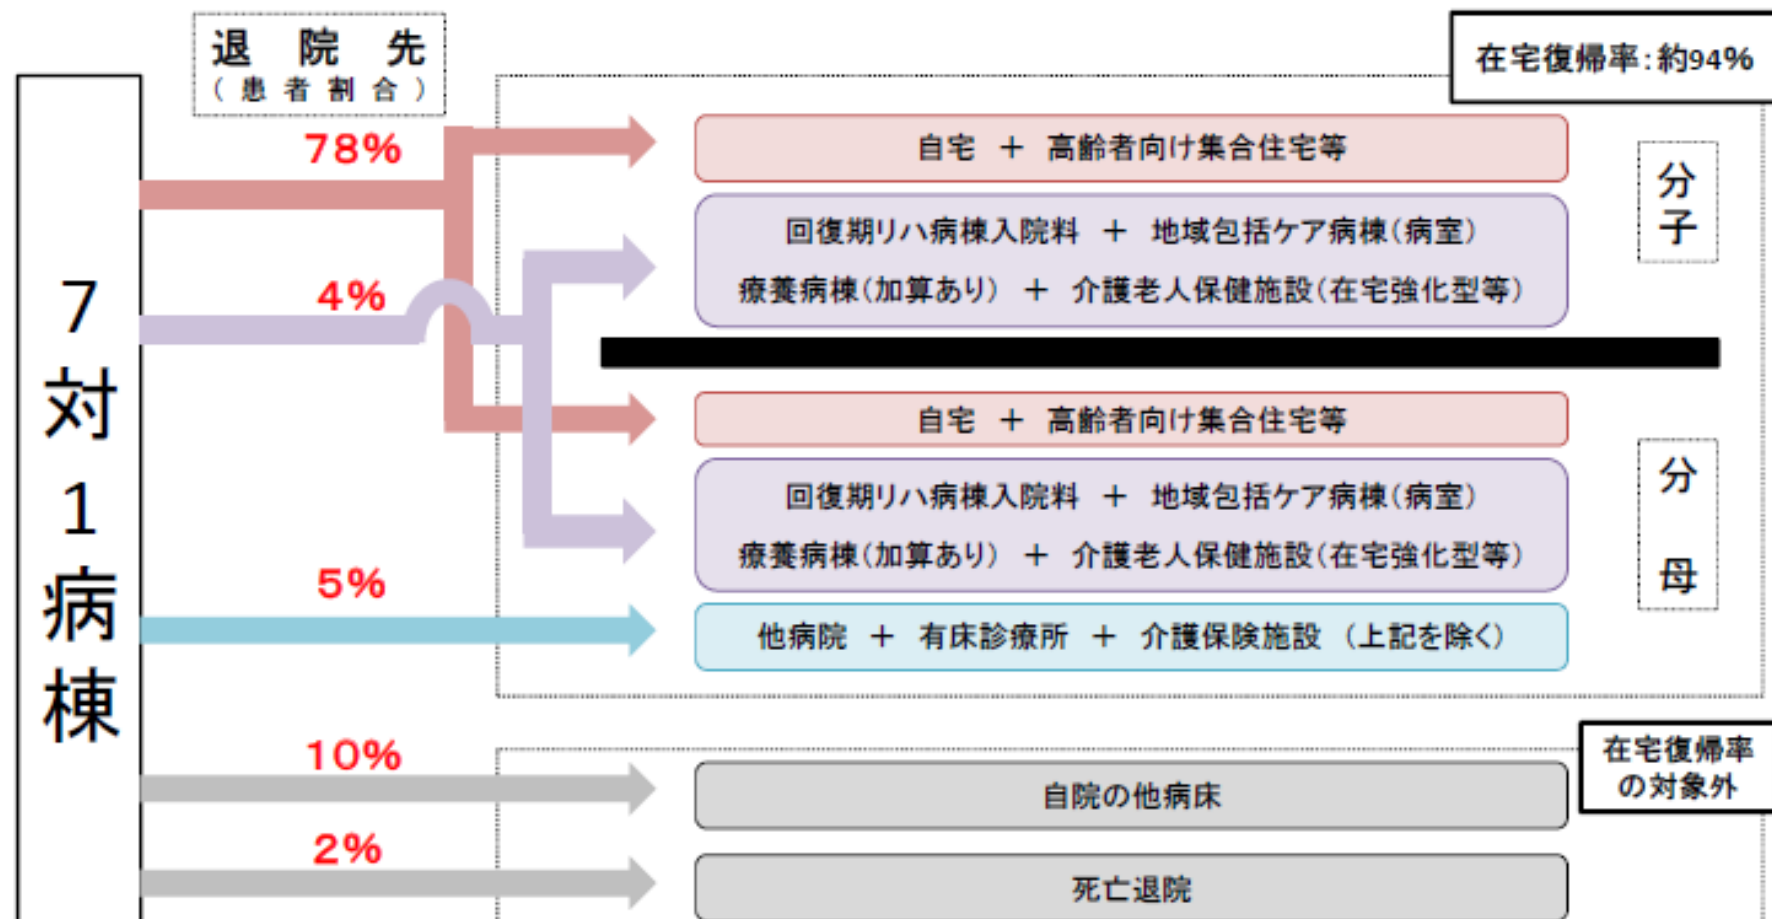 退 院 先
(患者割合)
在宅復帰率:約94%
7対1病棟
78%
自宅 + 高齢者向け集合住宅等
分子
4%
回復期リハ病棟入院料 + 地域包括ケア病棟(病室)
療養病棟(加算あり) + 介護老人保健施設(在宅強化型等)
自宅 + 高齢者向け集合住宅等
分母
回復期リハ病棟入院料 + 地域包括ケア病棟(病室)
療養病棟(加算あり) + 介護老人保健施設(在宅強化型等)
5%
他病院 + 有床診療所 + 介護保険施設 (上記を除く)
在宅復帰率
の対象外
10%
自院の他病床
2%
死亡退院